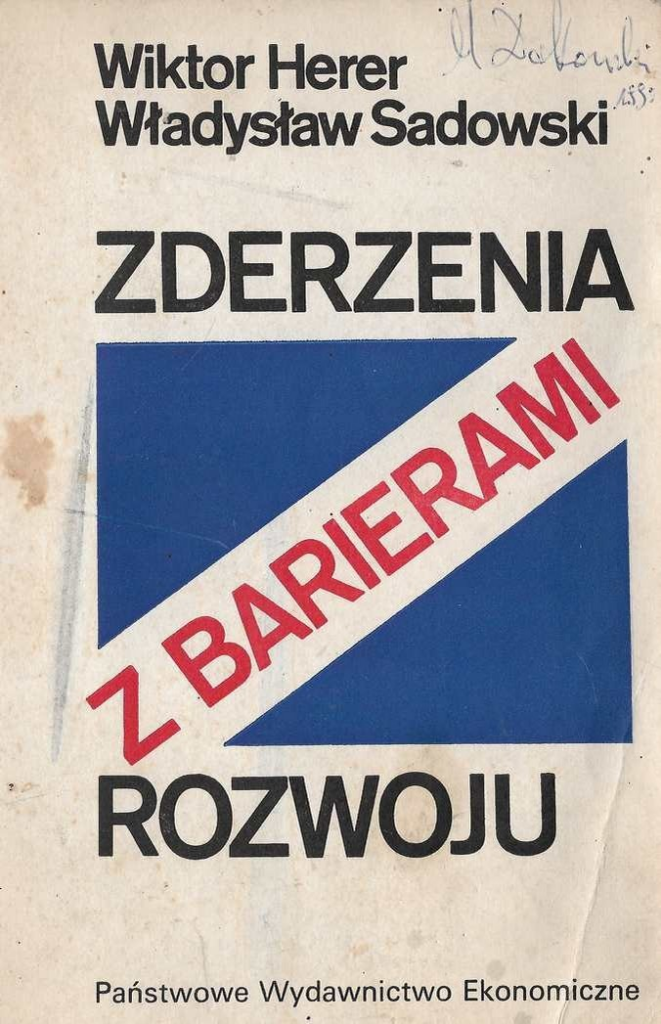 Wiktor Herer
Władysław Sadowski
ZDERZENIA
Z BARIERAMI
ROZWOJU
Państwowe Wydawnictwo Ekonomiczne